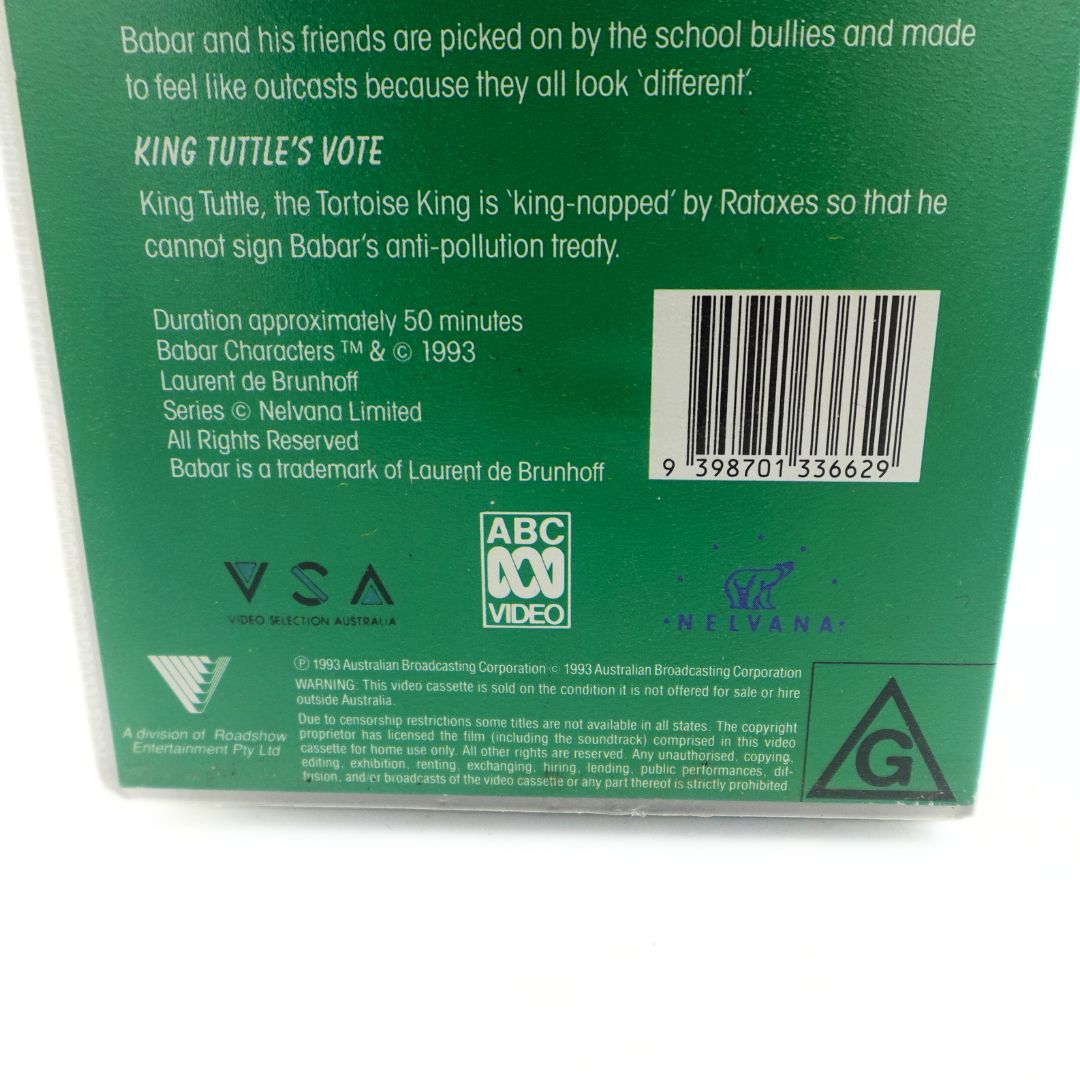 Babar and his friends are picked on by the school bullies and made
to feel like outcasts because they all look 'different'.
KING TUTTLE'S VOTE
King Tuttle, the Tortoise King is 'king-napped' by Rataxes so that he
cannot sign Babar's anti-pollution treaty.
Duration approximately 50 minutes
Babar Characters ™ & © 1993
Laurent de Brunhoff
Series © Nelvana Limited
All Rights Reserved
Babar is a trademark of Laurent de Brunhoff
9 398701 336629
VSA
VIDEO SELECTION AUSTRALIA
ABC
VIDEO
NELVANA
A division of Roadshow
Entertainment Pty Ltd
℗ 1993 Australian Broadcasting Corporation © 1993 Australian Broadcasting Corporation
WARNING: This video cassette is sold on the condition it is not offered for sale or hire
outside Australia.
Due to censorship restrictions some titles are not available in all states. The copyright
proprietor has licensed the film (including the soundtrack) comprised in this video
cassette for home use only. All other rights are reserved. Any unauthorised, copying,
editing, exhibition, renting, exchanging, hiring, lending, public performances, dif-
fusion, and/or broadcasts of the video cassette or any part thereof is strictly prohibited.
G